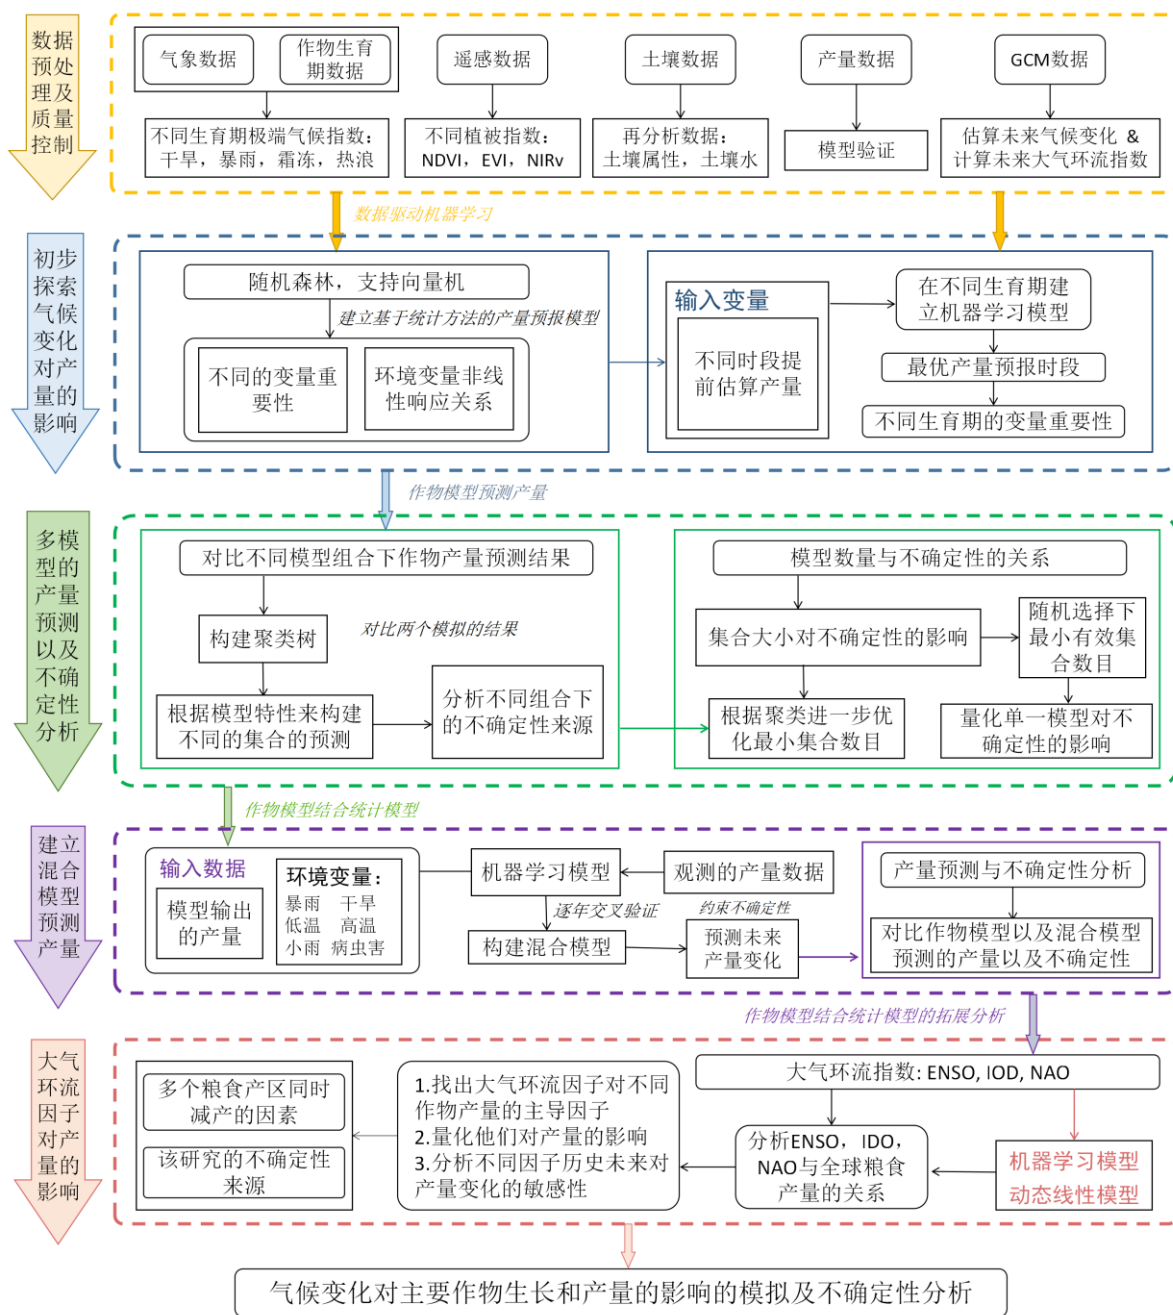 数据
预处
理及
质量
控制
气象数据
作物生育
期数据
遥感数据
土壤数据
产量数据
GCM数据
不同生育期极端气候指数：
干旱，暴雨，霜冻，热浪
不同植被指数：
NDVI，EVI，NIRv
再分析数据：
土壤属性，土壤水
模型验证
估算未来气候变化 &
计算未来大气环流指数
数据驱动机器学习
初步
探索
气候
变化
对产
量的
影响
随机森林，支持向量机
建立基于统计方法的产量预报模型
不同的变量重
要性
环境变量非线
性响应关系
输入变量
不同时段提
前估算产量
在不同生育期建
立机器学习模型
最优产量预报时段
不同生育期的变量重要性
作物模型预测产量
多模
型的
产量
预测
以及
不确
定性
分析
对比不同模型组合下作物产量预测结果
构建聚类树
对比两个模拟的结果
根据模型特性来构建
不同的集合的预测
分析不同组合下
的不确定性来源
模型数量与不确定性的关系
集合大小对不确定性的影响
随机选择下
最小有效集
合数目
根据聚类进一步优
化最小集合数目
量化单一模型对不
确定性的影响
作物模型结合统计模型
建立
混合
模型
预测
产量
输入数据
模型输出
的产量
环境变量：
暴雨 干旱
低温 高温
小雨 病虫害
机器学习模型
观测的产量数据
逐年交叉验证
约束不确定性
构建混合模型
预测未来
产量变化
产量预测与不确定性分析
对比作物模型以及混合模型
预测的产量以及不确定性
作物模型结合统计模型的拓展分析
大气
环流
因子
对产
量的
影响
多个粮食产区同时
减产的因素
该研究的不确定性
来源
1.找出大气环流因子对不同
作物产量的主导因子
2.量化他们对产量的影响
3.分析不同因子历史未来对
产量变化的敏感性
大气环流指数: ENSO, IOD, NAO
分析ENSO，IDO，
NAO与全球粮食
产量的关系
机器学习模型
动态线性模型
气候变化对主要作物生长和产量的影响的模拟及不确定性分析